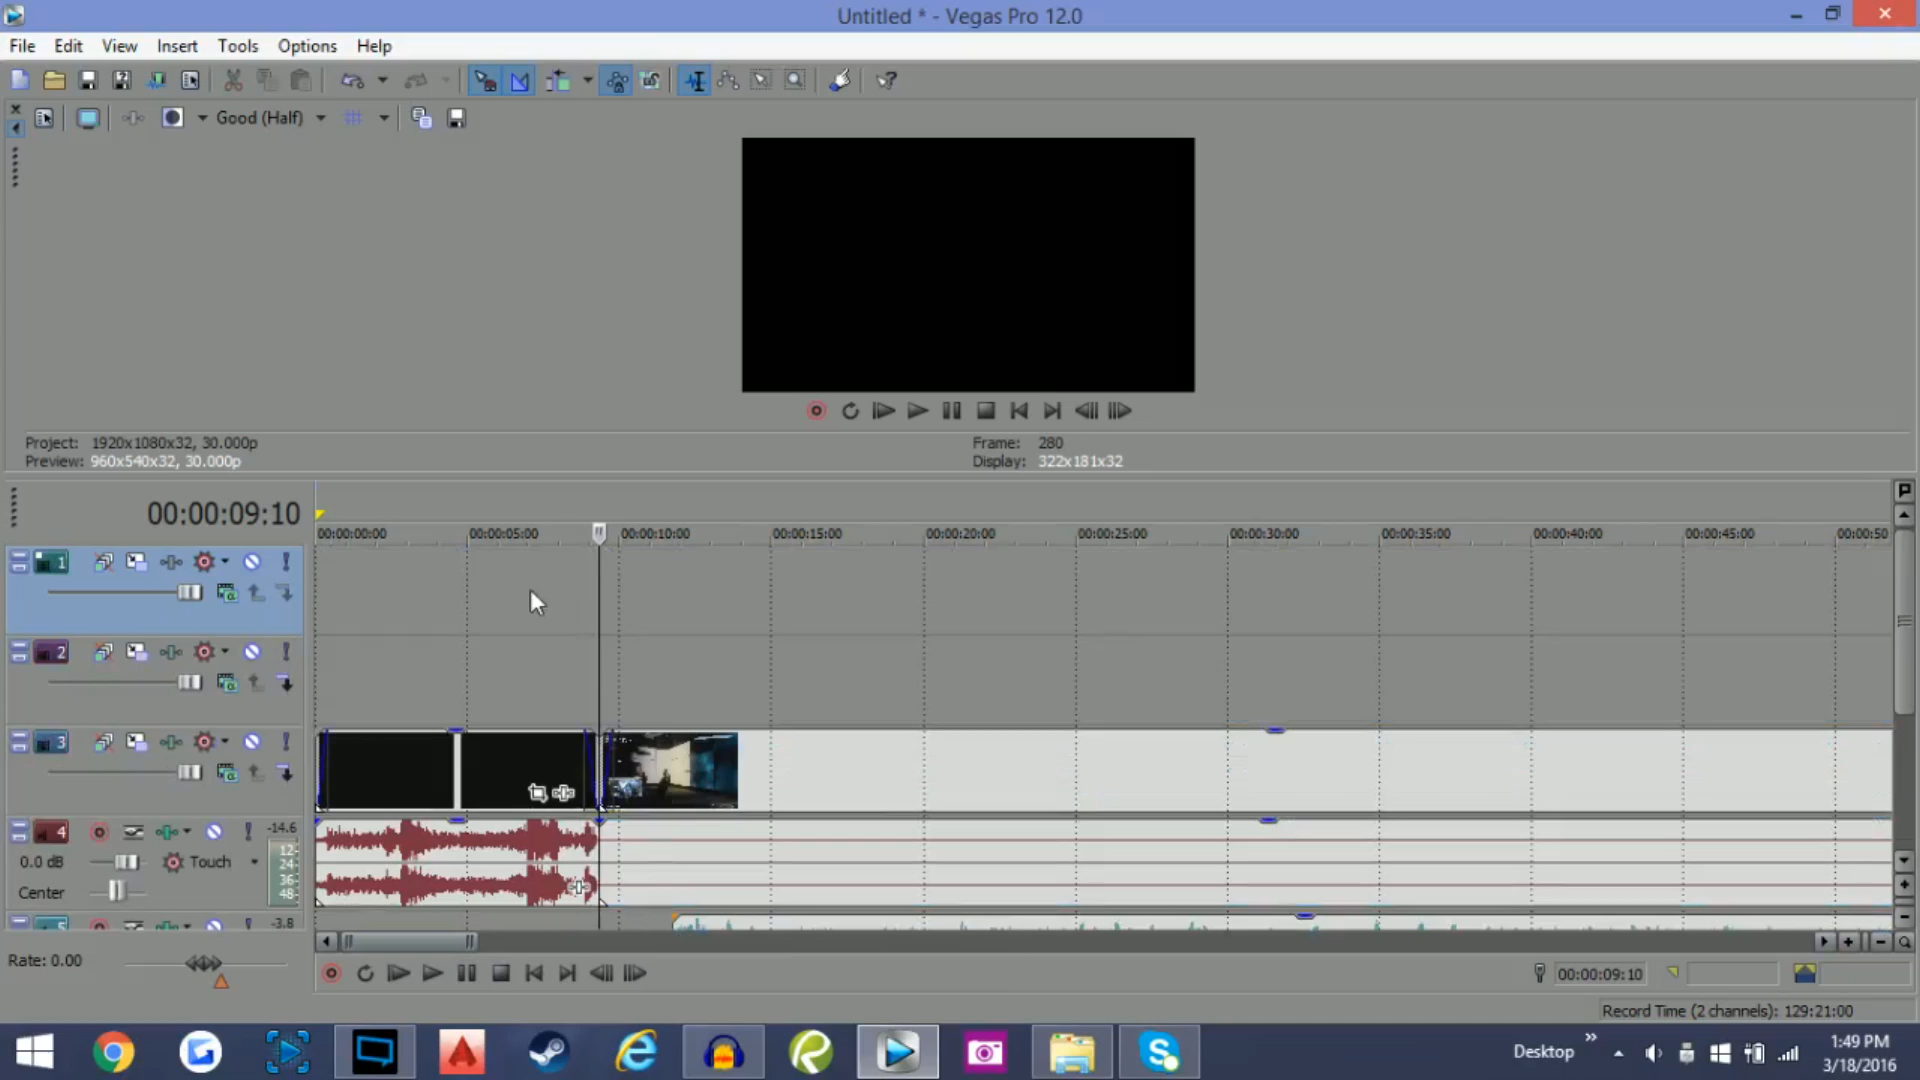 Untitled * - Vegas Pro 12.0
File Edit View Insert Tools Options Help
Good (Half)
Project: 1920x1080x32, 30.000p
Preview: 960x540x32, 30.000p
Frame: 280
Display: 322x181x32
00:00:09:10
00:00:00:00 00:00:05:00 00:00:10:00 00:00:15:00 00:00:20:00 00:00:25:00 00:00:30:00 00:00:35:00 00:00:40:00 00:00:45:00 00:00:50
1
2
3
4 -14.6
12
0.0 dB Touch 24
36
Center 48
5 -3.8
Rate: 0.00
00:00:09:10
Record Time (2 channels): 129:21:00
Desktop
1:49 PM
3/18/2016